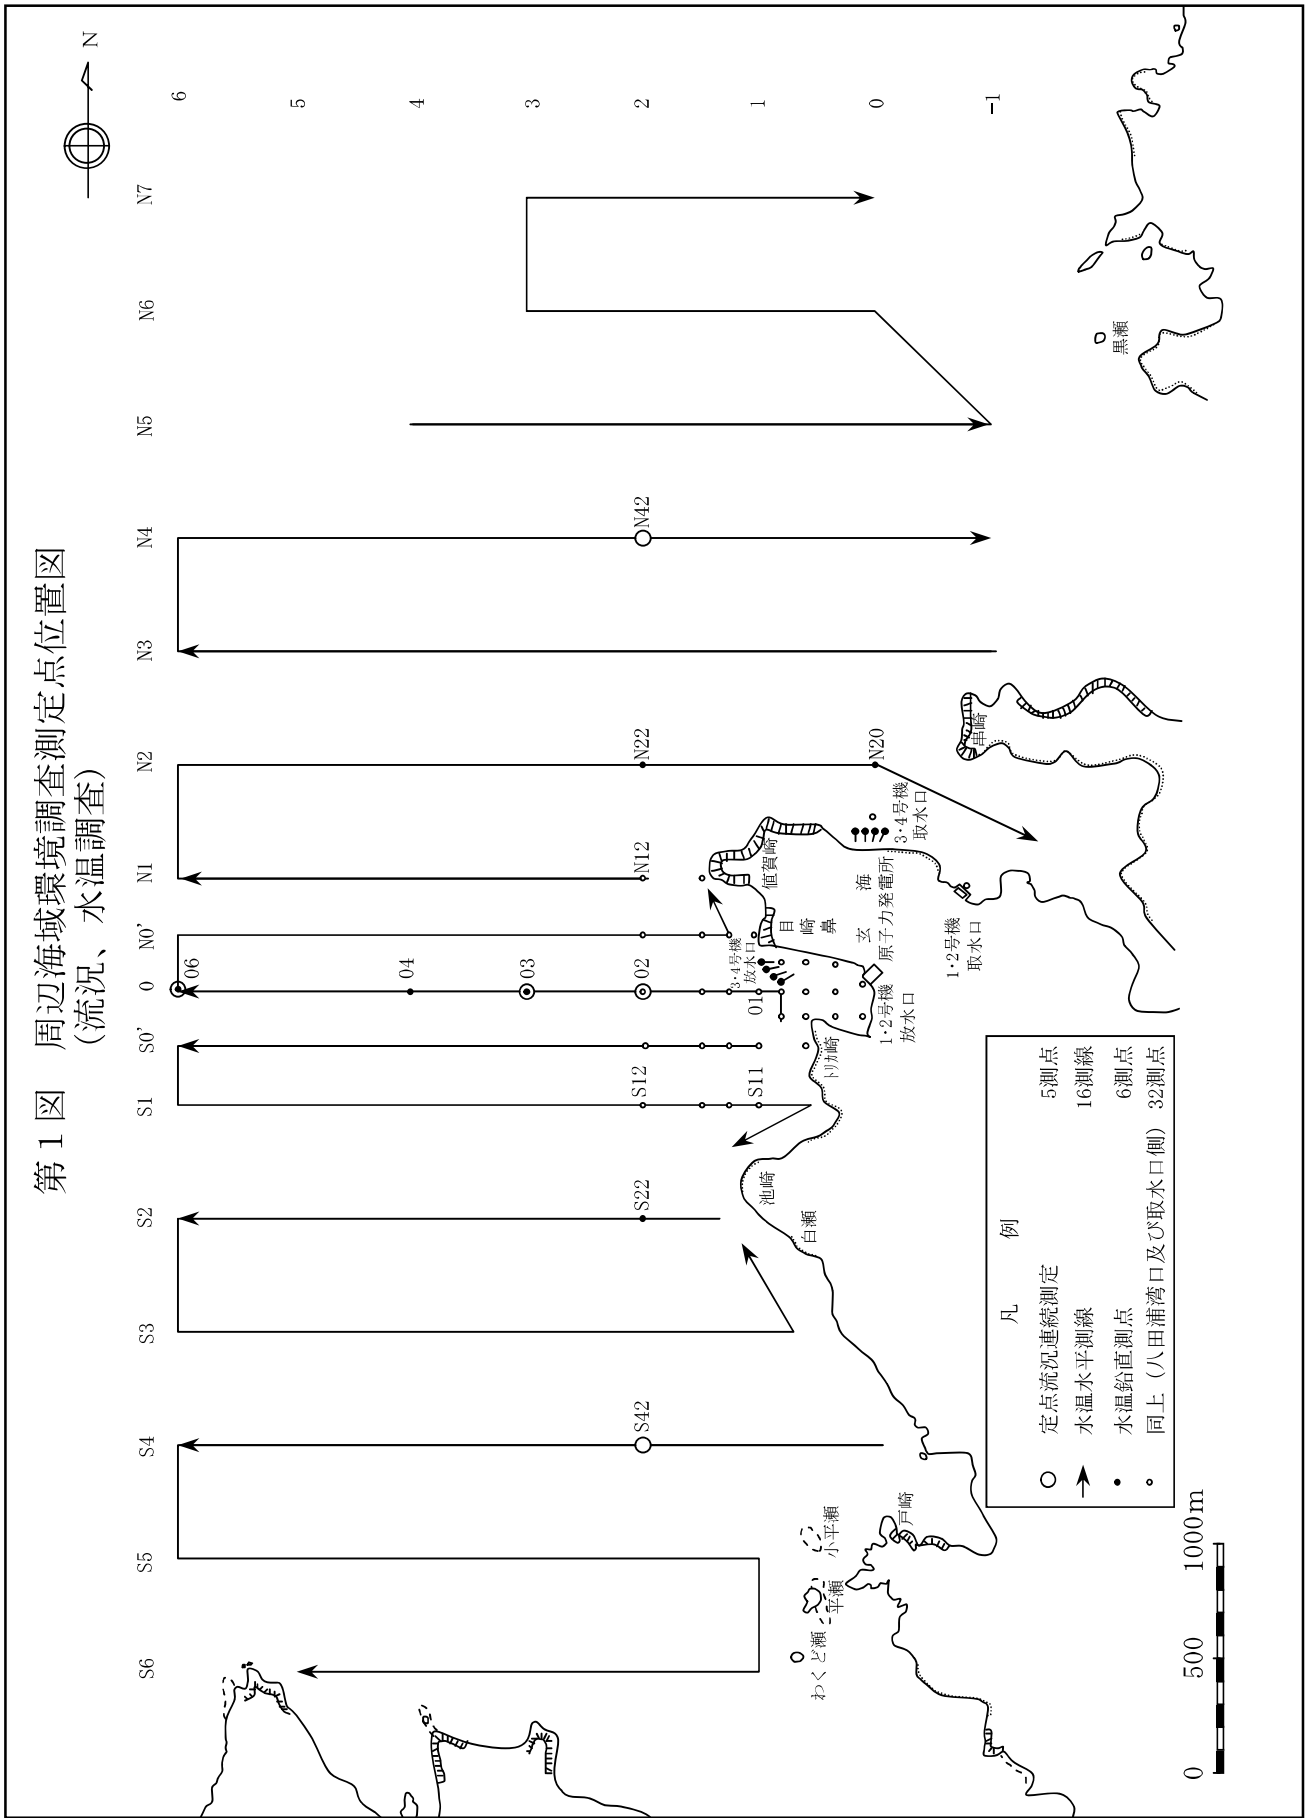 第1図 周辺海域環境調査測定点位置図
(流況、水温調査)
N
S6
S5
S4
S3
S2
S1
S0'
0
N0'
N1
N2
N3
N4
N5
N6
N7
6
5
4
3
2
1
0
-1
06
04
03
02
01
S42
S22
S12
S11
N12
N22
N20
N42
3・4号機
放水口
値賀崎
目
崎
鼻
玄 海
原子力発電所
3・4号機
取水口
1・2号機
取水口
1・2号機
放水口
串崎
黒瀬
トリカ崎
池崎
白瀬
戸崎
小平瀬
平瀬
わくど瀬
凡 例
定点流況連続測定 5測点
水温水平測線 16測線
水温鉛直測点 6測点
同上 (八田浦湾口及び取水口側) 32測点
0 500 1000m